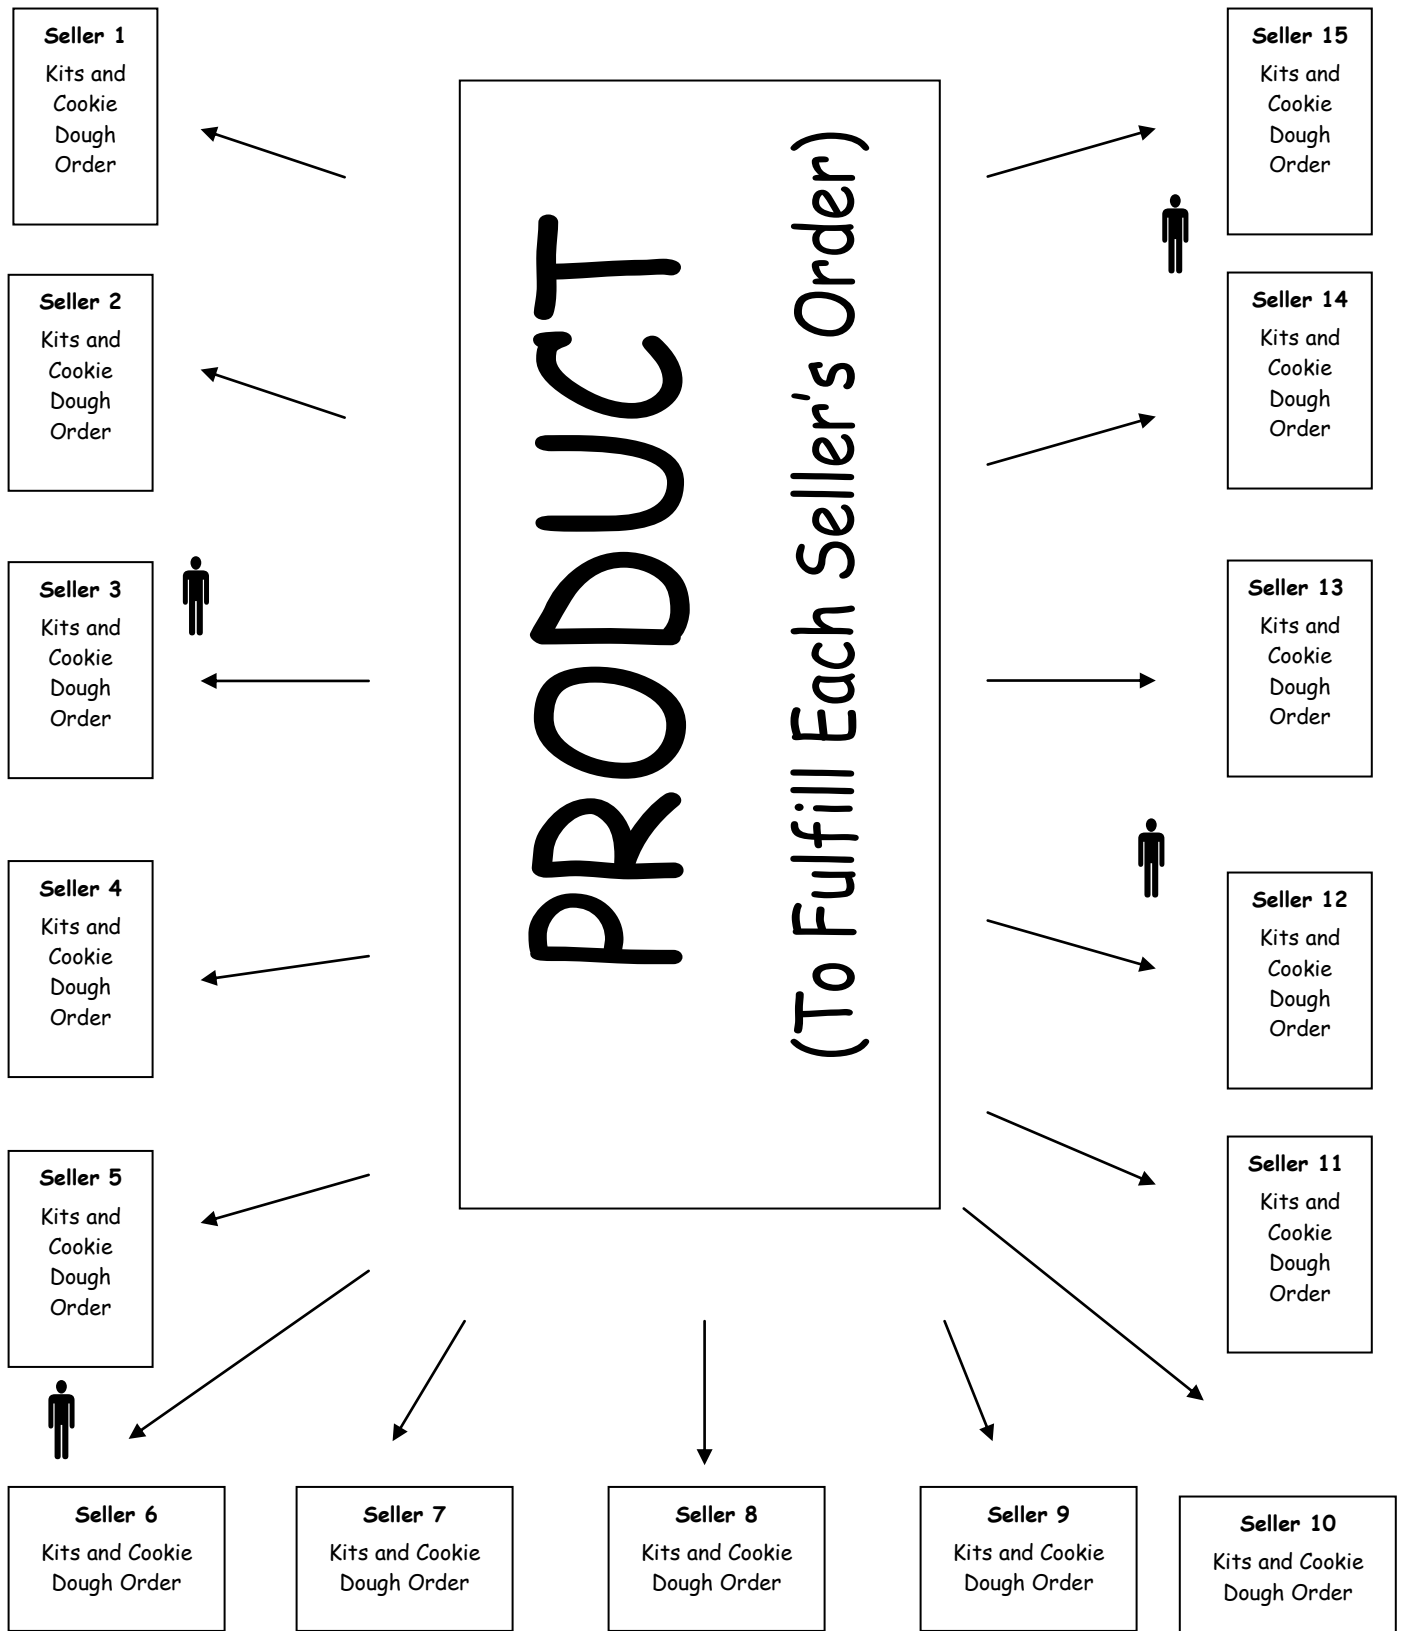 Seller 1
Kits and
Cookie
Dough
Order
Seller 2
Kits and
Cookie
Dough
Order
Seller 3
Kits and
Cookie
Dough
Order
Seller 4
Kits and
Cookie
Dough
Order
Seller 5
Kits and
Cookie
Dough
Order
PRODUCT
(To Fulfill Each Seller's Order)
Seller 15
Kits and
Cookie
Dough
Order
Seller 14
Kits and
Cookie
Dough
Order
Seller 13
Kits and
Cookie
Dough
Order
Seller 12
Kits and
Cookie
Dough
Order
Seller 11
Kits and
Cookie
Dough
Order
Seller 6
Kits and Cookie
Dough Order
Seller 7
Kits and Cookie
Dough Order
Seller 8
Kits and Cookie
Dough Order
Seller 9
Kits and Cookie
Dough Order
Seller 10
Kits and Cookie
Dough Order